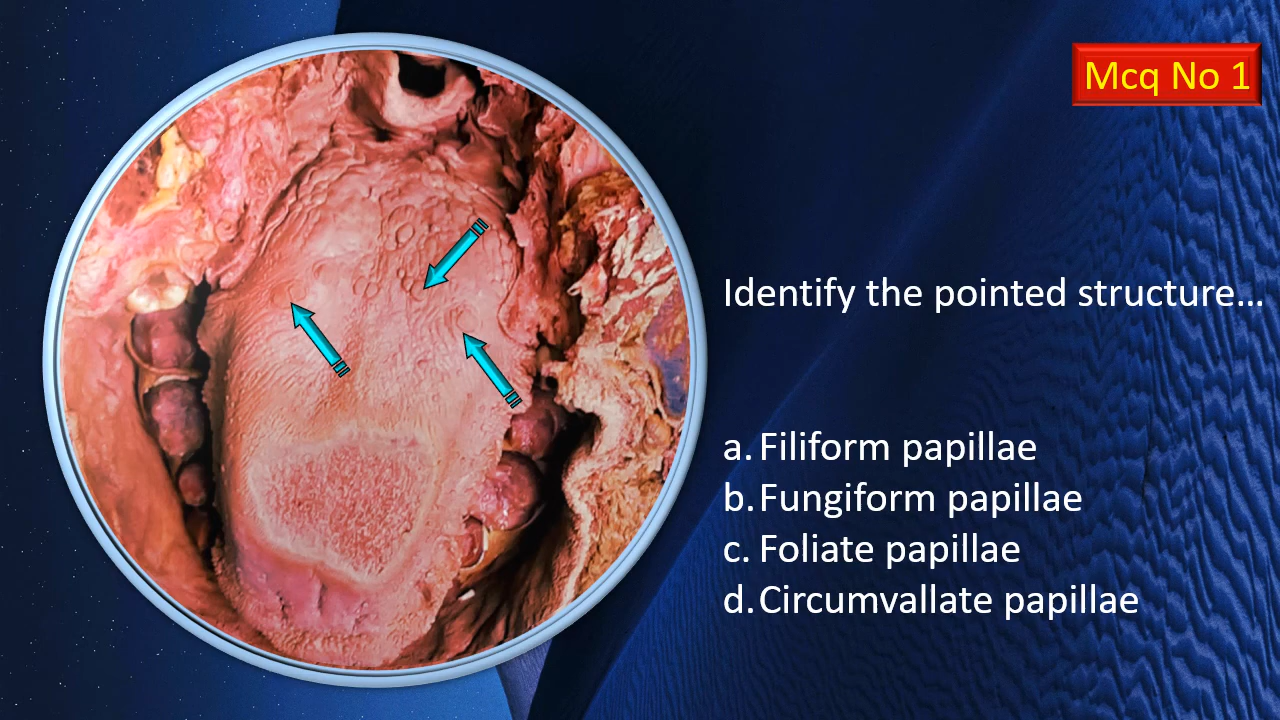 Mcq No 1
Identify the pointed structure...
a. Filiform papillae
b. Fungiform papillae
c. Foliate papillae
d. Circumvallate papillae